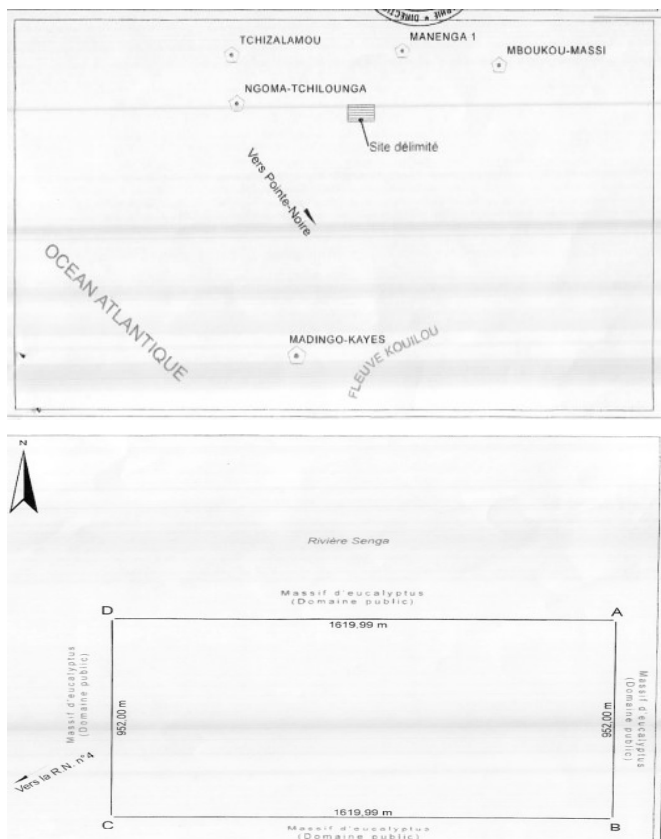 TCHIZALAMOU
MANENGA 1
MBOUKOU-MASSI
NGOMA-TCHILOUNGA
Site délimité
Vers Pointe-Noire
OCEAN ATLANTIQUE
MADINGO-KAYES
FLEUVE KOUILOU
N
Rivière Senga
Massif d'eucalyptus
(Domaine public)
D
A
1619,99 m
Massif d'eucalyptus
(Domaine public)
952,00 m
952,00 m
Massif d'eucalyptus
(Domaine public)
Vers la R.N. n°4
1619,99 m
C
B
Massif d'eucalyptus
(Domaine public)